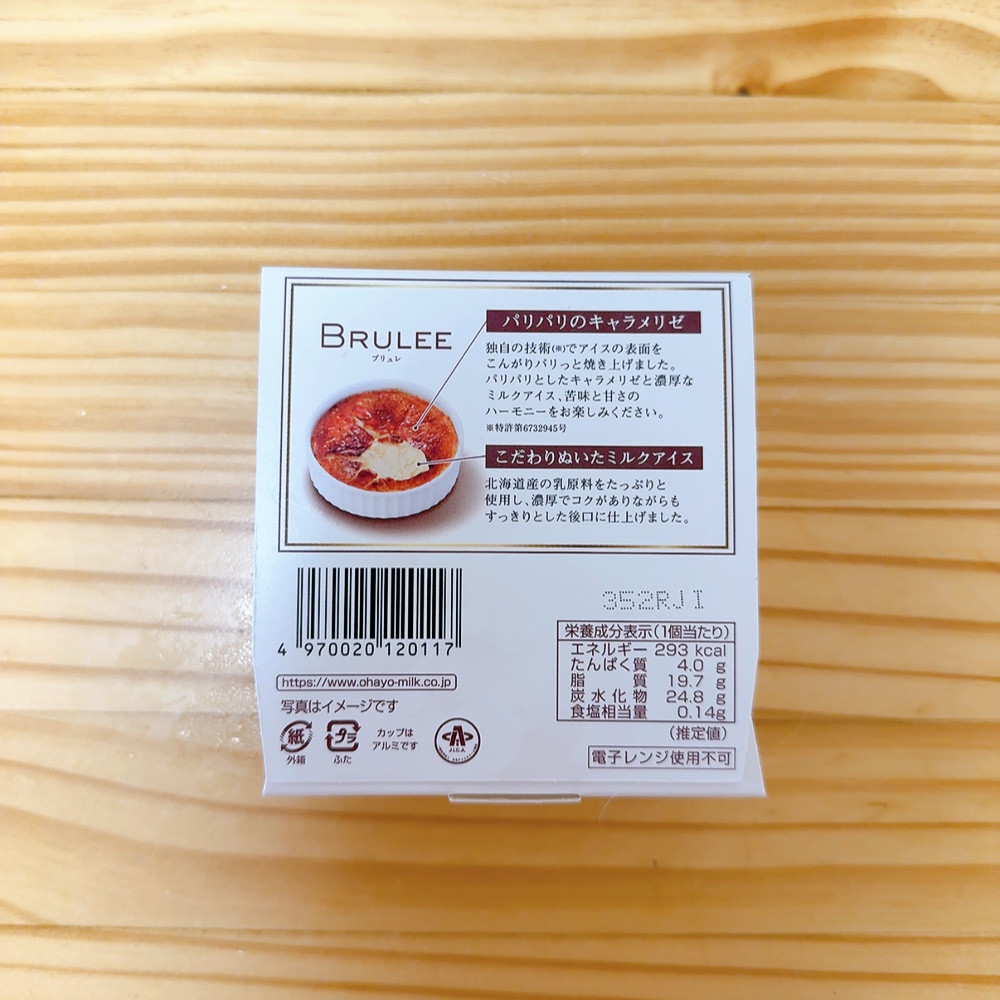 BRULEE
ブリュレ
パリパリのキャラメリゼ
独自の技術(※)でアイスの表面を
こんがりパリっと焼き上げました。
パリパリとしたキャラメリゼと濃厚な
ミルクアイス、苦味と甘さの
ハーモニーをお楽しみください。
※特許第6732945号
こだわりぬいたミルクアイス
北海道産の乳原料をたっぷりと
使用し、濃厚でコクがありながらも
すっきりとした後口に仕上げました。
4 970020 120117
https://www.ohayo-milk.co.jp
写真はイメージです
紙
外箱
プラ
ふた
カップは
アルミです
J.I.C.A
352RJI
栄養成分表示(1個当たり)
エネルギー 293 kcal
たんぱく質 4.0 g
脂質 19.7 g
炭水化物 24.8 g
食塩相当量 0.14g
(推定値)
電子レンジ使用不可